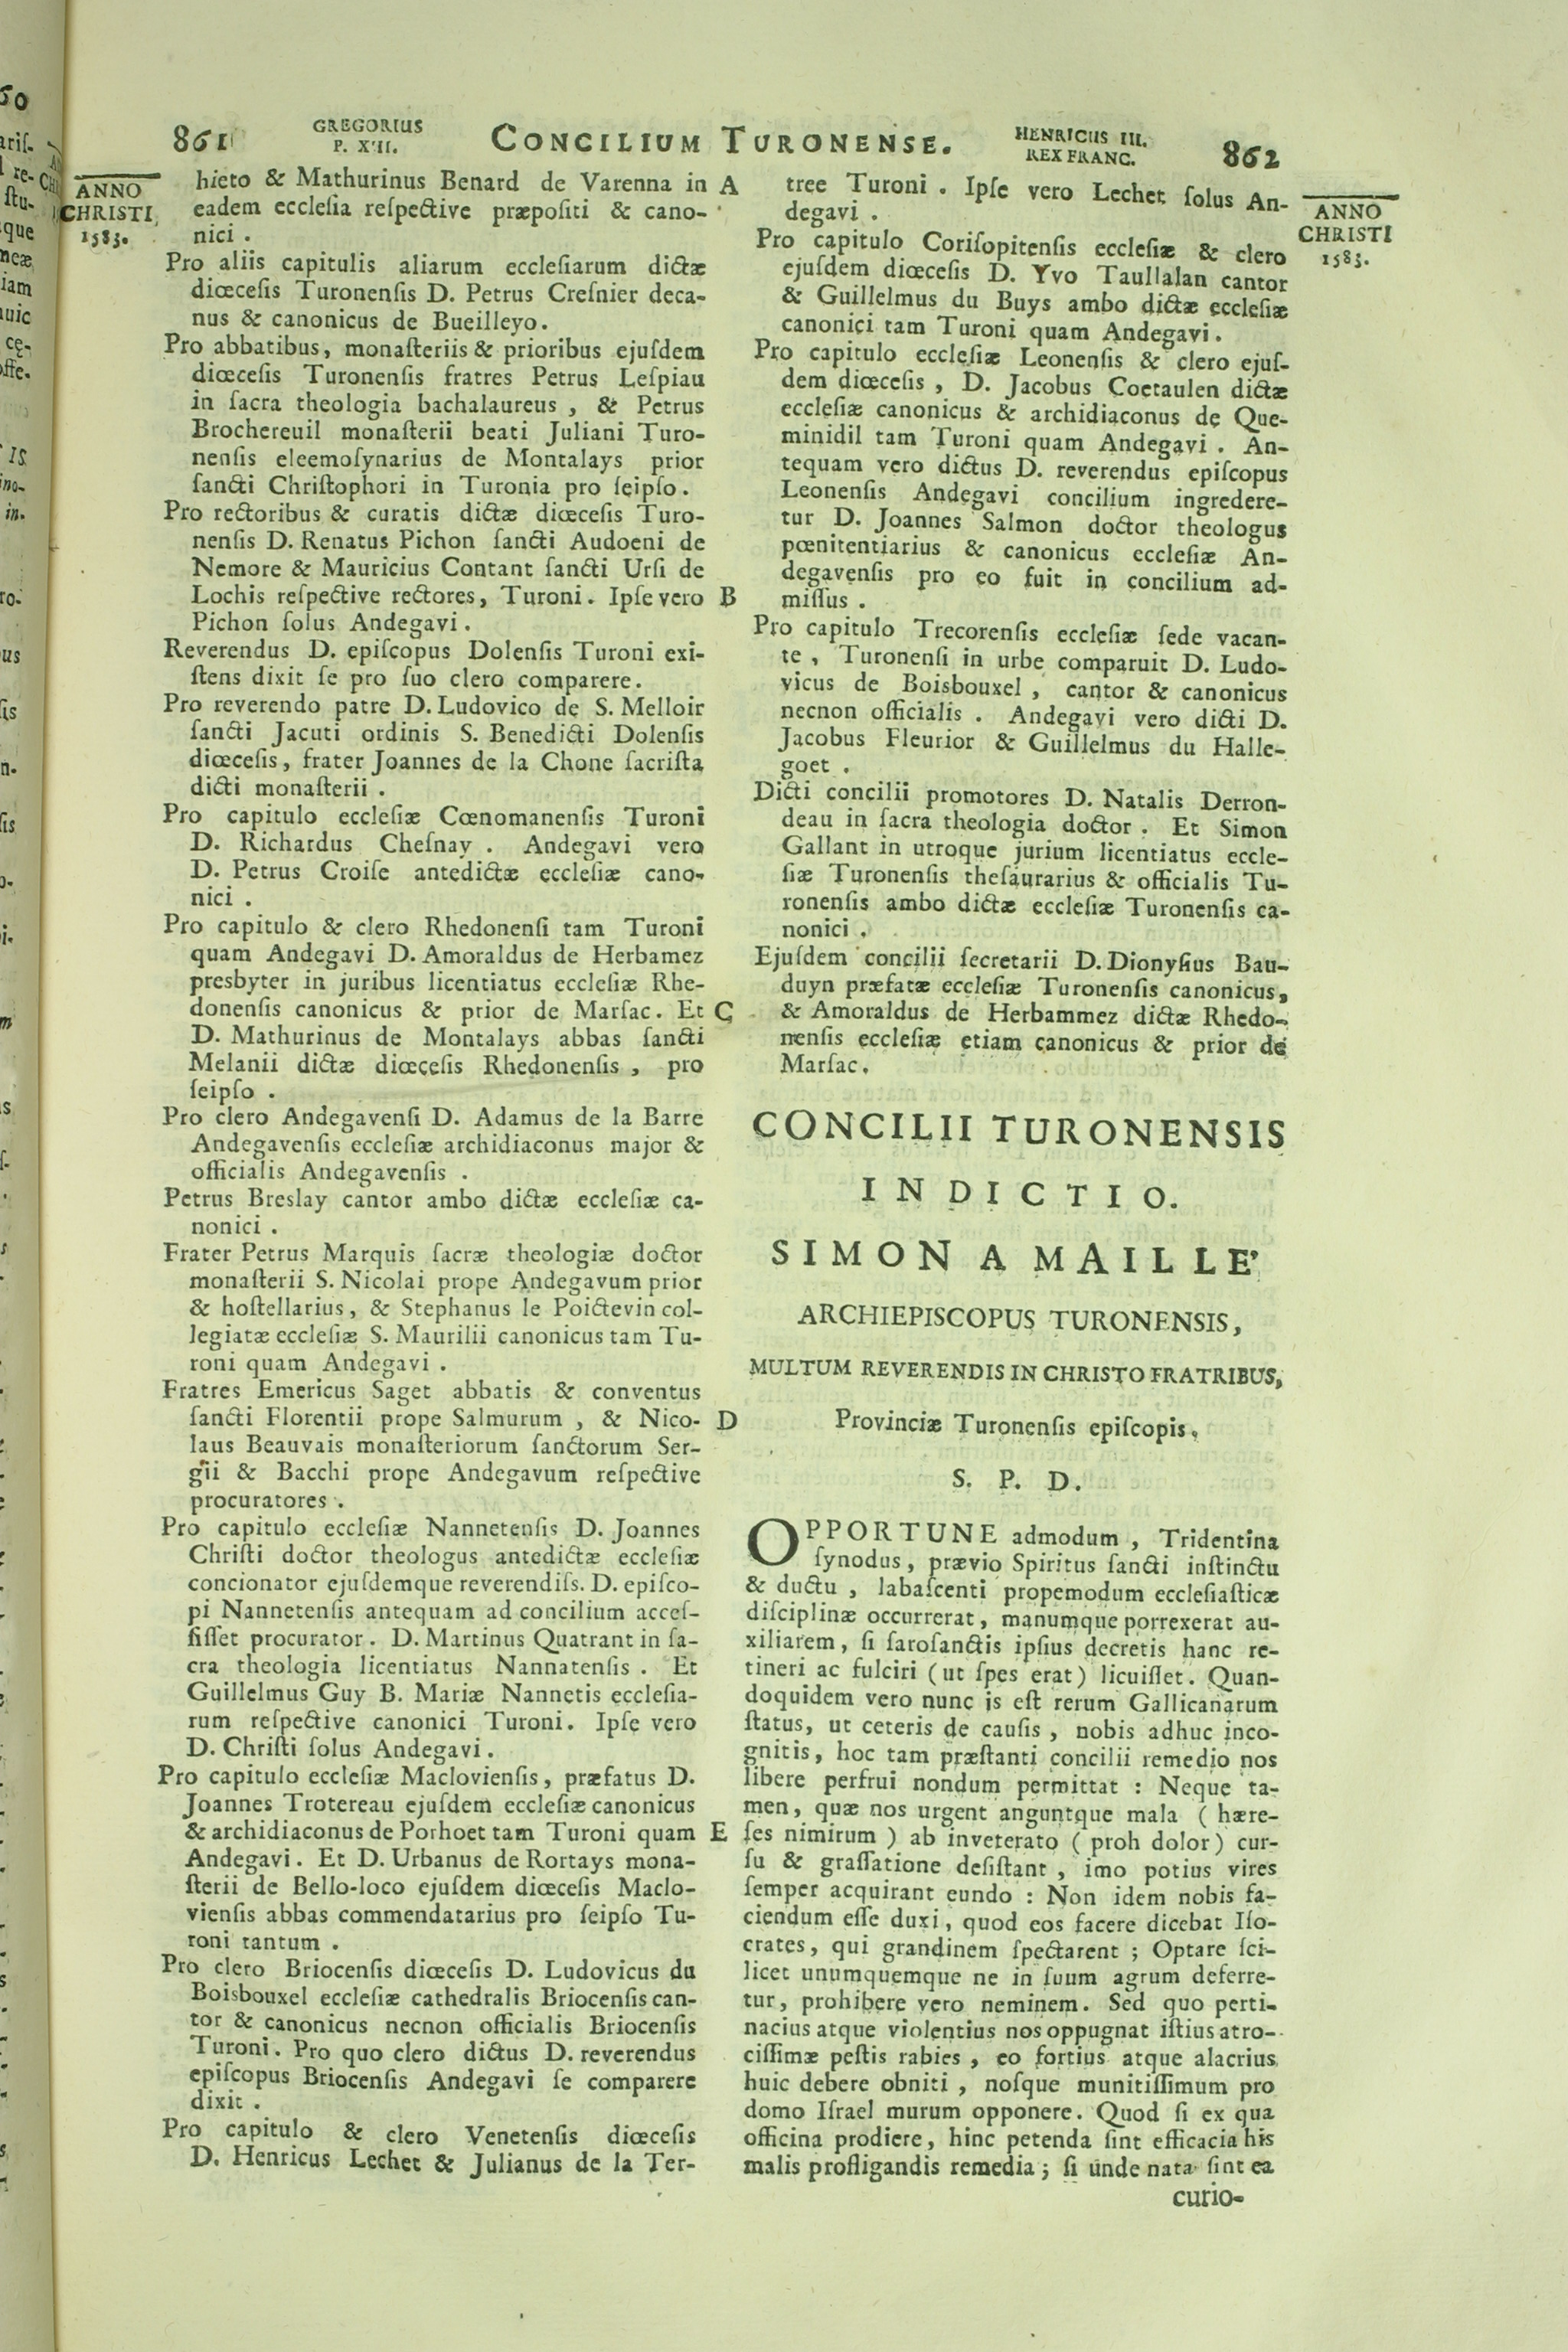 861
GREGORIUS
P. XIII.
CONCILIUM TURONENSE.
HENRICUS III.
REX FRANC.
862
ANNO
CHRISTI
1583.
hieto & Mathurinus Benard de Varenna in
eadem eccleſia reſpective præpoſiti & cano-
nici .
Pro aliis capitulis aliarum eccleſiarum dictæ
diœceſis Turonenſis D. Petrus Creſnier deca-
nus & canonicus de Bueilleyo.
Pro abbatibus, monaſteriis & prioribus ejuſdem
diœceſis Turonenſis fratres Petrus Leſpiau
in ſacra theologia bachalaureus , & Petrus
Brochereuil monaſterii beati Juliani Turo-
nenſis eleemoſynarius de Montalays prior
ſancti Chriſtophori in Turonia pro ſeipſo.
Pro rectoribus & curatis dictæ diœceſis Turo-
nenſis D. Renatus Pichon ſancti Audoeni de
Nemore & Mauricius Contant ſancti Urſi de
Lochis reſpective rectores, Turoni. Ipſe vero
Pichon ſolus Andegavi.
Reverendus D. epiſcopus Dolenſis Turoni exi-
ſtens dixit ſe pro ſuo clero comparere.
Pro reverendo patre D. Ludovico de S. Melloir
ſancti Jacuti ordinis S. Benedicti Dolenſis
diœceſis, frater Joannes de la Chone ſacriſta
dicti monaſterii .
Pro capitulo eccleſiæ Cœnomanenſis Turoni
D. Richardus Cheſnay . Andegavi vero
D. Petrus Croiſe antedictæ eccleſiæ cano-
nici .
Pro capitulo & clero Rhedonenſi tam Turoni
quam Andegavi D. Amoraldus de Herbamez
presbyter in juribus licentiatus eccleſiæ Rhe-
donenſis canonicus & prior de Marſac. Et
D. Mathurinus de Montalays abbas ſancti
Melanii dictæ diœceſis Rhedonenſis , pro
ſeipſo .
Pro clero Andegavenſi D. Adamus de la Barre
Andegavenſis eccleſiæ archidiaconus major &
officialis Andegavenſis .
Petrus Breslay cantor ambo dictæ eccleſiæ ca-
nonici .
Frater Petrus Marquis ſacræ theologiæ doctor
monaſterii S. Nicolai prope Andegavum prior
& hoſtellarius, & Stephanus le Poictevin col-
legiatæ eccleſiæ S. Maurilii canonicus tam Tu-
roni quam Andegavi .
Fratres Emericus Saget abbatis & conventus
ſancti Florentii prope Salmurum , & Nico-
laus Beauvais monaſteriorum ſanctorum Ser-
gii & Bacchi prope Andegavum reſpective
procuratores .
Pro capitulo eccleſiæ Nannetenſis D. Joannes
Chriſti doctor theologus antedictæ eccleſiæ
concionator ejuſdemque reverendiſs. D. epiſco-
pi Nannetenſis antequam ad concilium acceſ-
ſiſſet procurator. D. Martinus Quatrant in ſa-
cra theologia licentiatus Nannatenſis . Et
Guillelmus Guy B. Mariæ Nannetis eccleſia-
rum reſpective canonici Turoni. Ipſe vero
D. Chriſti ſolus Andegavi.
Pro capitulo eccleſiæ Maclovienſis, præfatus D.
Joannes Trotereau ejuſdem eccleſiæ canonicus
& archidiaconus de Porhoet tam Turoni quam
Andegavi. Et D. Urbanus de Rortays mona-
ſterii de Bello-loco ejuſdem diœceſis Maclo-
vienſis abbas commendatarius pro ſeipſo Tu-
roni tantum .
Pro clero Briocenſis diœceſis D. Ludovicus du
Boisbouxel eccleſiæ cathedralis Briocenſis can-
tor & canonicus necnon officialis Briocenſis
Turoni. Pro quo clero dictus D. reverendus
epiſcopus Briocenſis Andegavi ſe comparere
dixit .
Pro capitulo & clero Venetenſis diœceſis
D. Henricus Lechet & Julianus de la Ter-
A
B
C
D
E
tree Turoni . Ipſe vero Lechet ſolus An-
degavi .
Pro capitulo Coriſopitenſis eccleſiæ & clero
ejuſdem diœceſis D. Yvo Taullalan cantor
& Guillelmus du Buys ambo dictæ eccleſiæ
canonici tam Turoni quam Andegavi.
Pro capitulo eccleſiæ Leonenſis & clero ejuſ-
dem diœceſis , D. Jacobus Coetaulen dictæ
eccleſiæ canonicus & archidiaconus de Que-
minidil tam Turoni quam Andegavi . An-
tequam vero dictus D. reverendus epiſcopus
Leonenſis Andegavi concilium ingredere-
tur D. Joannes Salmon doctor theologus
pœnitentiarius & canonicus eccleſiæ An-
degavenſis pro eo fuit in concilium ad-
miſſus .
Pro capitulo Trecorenſis eccleſiæ ſede vacan-
te , Turonenſi in urbe comparuit D. Ludo-
vicus de Boisbouxel , cantor & canonicus
necnon officialis . Andegavi vero dicti D.
Jacobus Fleurior & Guillelmus du Halle-
goet .
Dicti concilii promotores D. Natalis Derron-
deau in ſacra theologia doctor . Et Simon
Gallant in utroque jurium licentiatus eccle-
ſiæ Turonenſis theſaurarius & officialis Tu-
ronenſis ambo dictæ eccleſiæ Turonenſis ca-
nonici .
Ejuſdem concilii ſecretarii D. Dionyſius Bau-
duyn præfatæ eccleſiæ Turonenſis canonicus,
& Amoraldus de Herbammez dictæ Rhedo-
nenſis eccleſiæ etiam canonicus & prior de
Marſac.
CONCILII TURONENSIS
INDICTIO.
SIMON A MAILLE'
ARCHIEPISCOPUS TURONENSIS,
MULTUM REVERENDIS IN CHRISTO FRATRIBUS,
Provinciæ Turonenſis epiſcopis.
S. P. D.
OPPORTUNE admodum , Tridentina
ſynodus, prævio Spiritus ſancti inſtinctu
& ductu , labaſcenti propemodum eccleſiaſticæ
diſciplinæ occurrerat, manumque porrexerat au-
xiliarem, ſi ſaroſanctis ipſius decretis hanc re-
tineri ac fulciri (ut ſpes erat) licuiſſet. Quan-
doquidem vero nunc is eſt rerum Gallicanarum
ſtatus, ut ceteris de cauſis , nobis adhuc inco-
gnitis, hoc tam præſtanti concilii remedio nos
libere perfrui nondum permittat : Neque ta-
men, quæ nos urgent anguntque mala ( hære-
ſes nimirum ) ab inveterato ( proh dolor) cur-
ſu & graſſatione deſiſtant , imo potius vires
ſemper acquirant eundo : Non idem nobis fa-
ciendum eſſe duxi, quod eos facere dicebat Iſo-
crates, qui grandinem ſpectarent ; Optare ſci-
licet unumquemque ne in ſuum agrum deferre-
tur, prohibere vero neminem. Sed quo perti-
nacius atque violentius nos oppugnat iſtius atro-
ciſſimæ peſtis rabies , eo fortius atque alacrius
huic debere obniti , noſque munitiſſimum pro
domo Iſrael murum opponere. Quod ſi ex qua
officina prodiere, hinc petenda ſint efficacia his
malis profligandis remedia ; ſi unde nata ſint ea
curio-
ANNO
CHRISTI
1583.